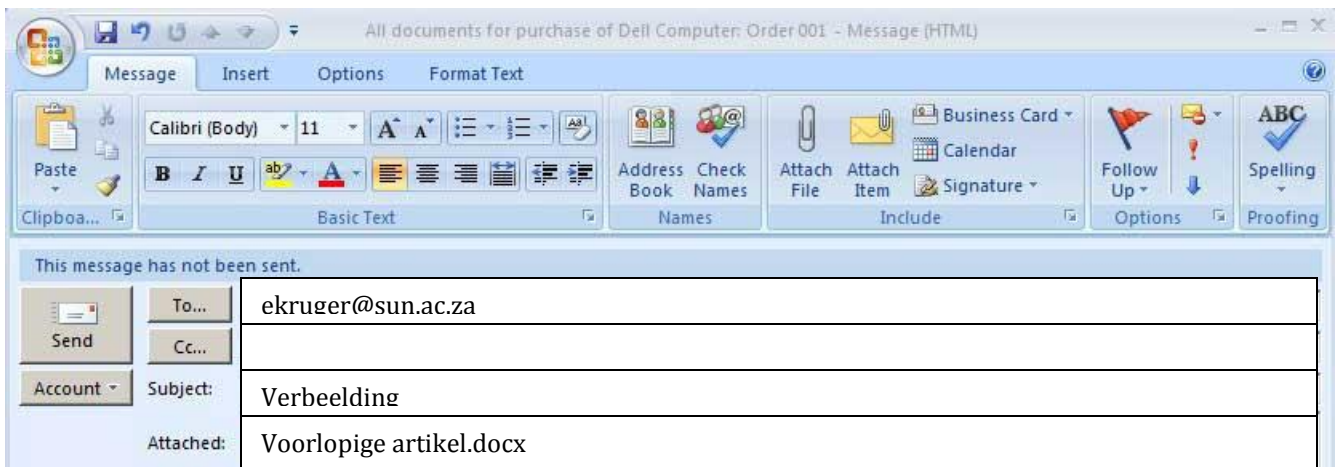 All documents for purchase of Dell Computer: Order 001 - Message (HTML)
Message Insert Options Format Text
Calibri (Body) 11
Paste
B I U
Address Book
Check Names
Attach File
Attach Item
Business Card
Calendar
Signature
Follow Up
ABC
Spelling
Clipboa... Basic Text Names Include Options Proofing
This message has not been sent.
Send
To... ekruger@sun.ac.za
Cc...
Account Subject: Verbeelding
Attached: Voorlopige artikel.docx